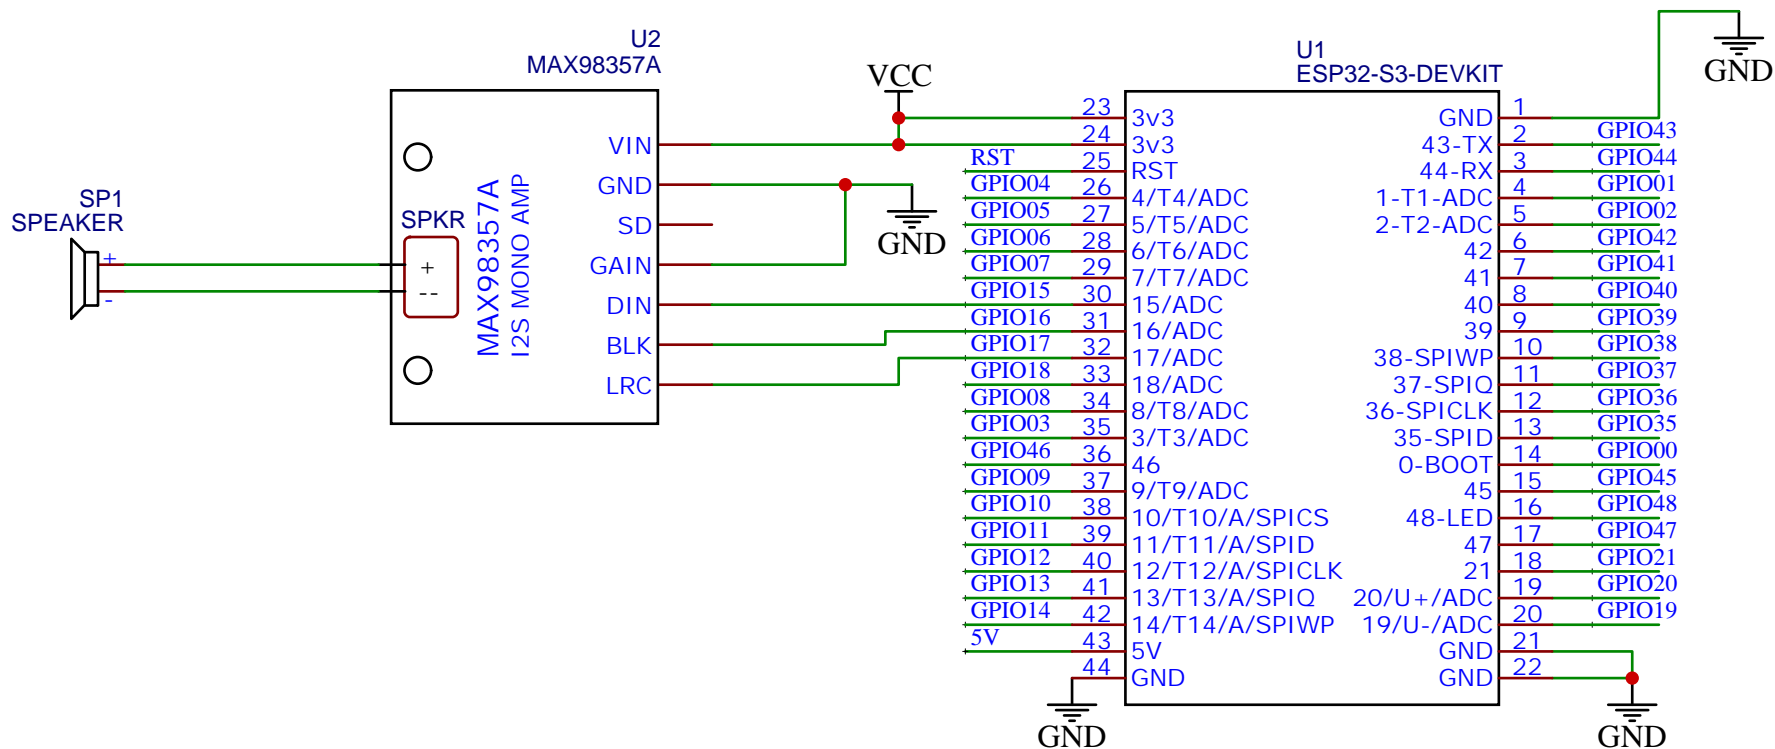 U2
MAX98357A
VIN
GND
SD
GAIN
DIN
BLK
LRC
SPKR
+
--
MAX98357A
I2S MONO AMP
SP1
SPEAKER
+
-
VCC
GND
U1
ESP32-S3-DEVKIT
23 3v3
24 3v3
RST 25 RST
GPIO04 26 4/T4/ADC
GPIO05 27 5/T5/ADC
GPIO06 28 6/T6/ADC
GPIO07 29 7/T7/ADC
GPIO15 30 15/ADC
GPIO16 31 16/ADC
GPIO17 32 17/ADC
GPIO18 33 18/ADC
GPIO08 34 8/T8/ADC
GPIO03 35 3/T3/ADC
GPIO46 36 46
GPIO09 37 9/T9/ADC
GPIO10 38 10/T10/A/SPICS
GPIO11 39 11/T11/A/SPID
GPIO12 40 12/T12/A/SPICLK
GPIO13 41 13/T13/A/SPIQ
GPIO14 42 14/T14/A/SPIWP
5V 43 5V
44 GND
GND
GND 1
43-TX 2 GPIO43
44-RX 3 GPIO44
1-T1-ADC 4 GPIO01
2-T2-ADC 5 GPIO02
42 6 GPIO42
41 7 GPIO41
40 8 GPIO40
39 9 GPIO39
38-SPIWP 10 GPIO38
37-SPIQ 11 GPIO37
36-SPICLK 12 GPIO36
35-SPID 13 GPIO35
0-BOOT 14 GPIO00
45 15 GPIO45
48-LED 16 GPIO48
47 17 GPIO47
21 18 GPIO21
20/U+/ADC 19 GPIO20
19/U-/ADC 20 GPIO19
GND 21
GND 22
GND
GND